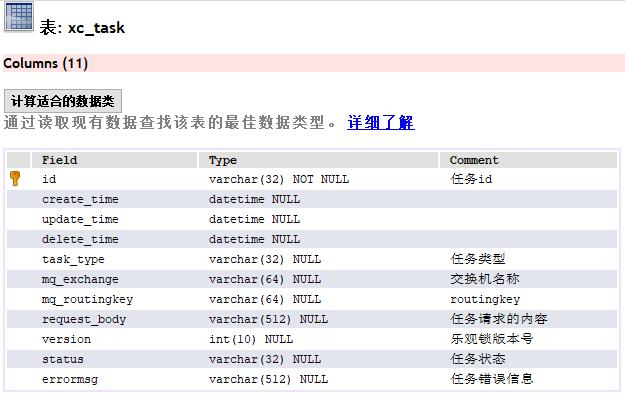 表: xc_task
Columns (11)
计算适合的数据类
通过读取现有数据查找该表的最佳数据类型。 详细了解
Field Type Comment
id varchar(32) NOT NULL 任务id
create_time datetime NULL
update_time datetime NULL
delete_time datetime NULL
task_type varchar(32) NULL 任务类型
mq_exchange varchar(64) NULL 交换机名称
mq_routingkey varchar(64) NULL routingkey
request_body varchar(512) NULL 任务请求的内容
version int(10) NULL 乐观锁版本号
status varchar(32) NULL 任务状态
errormsg varchar(512) NULL 任务错误信息